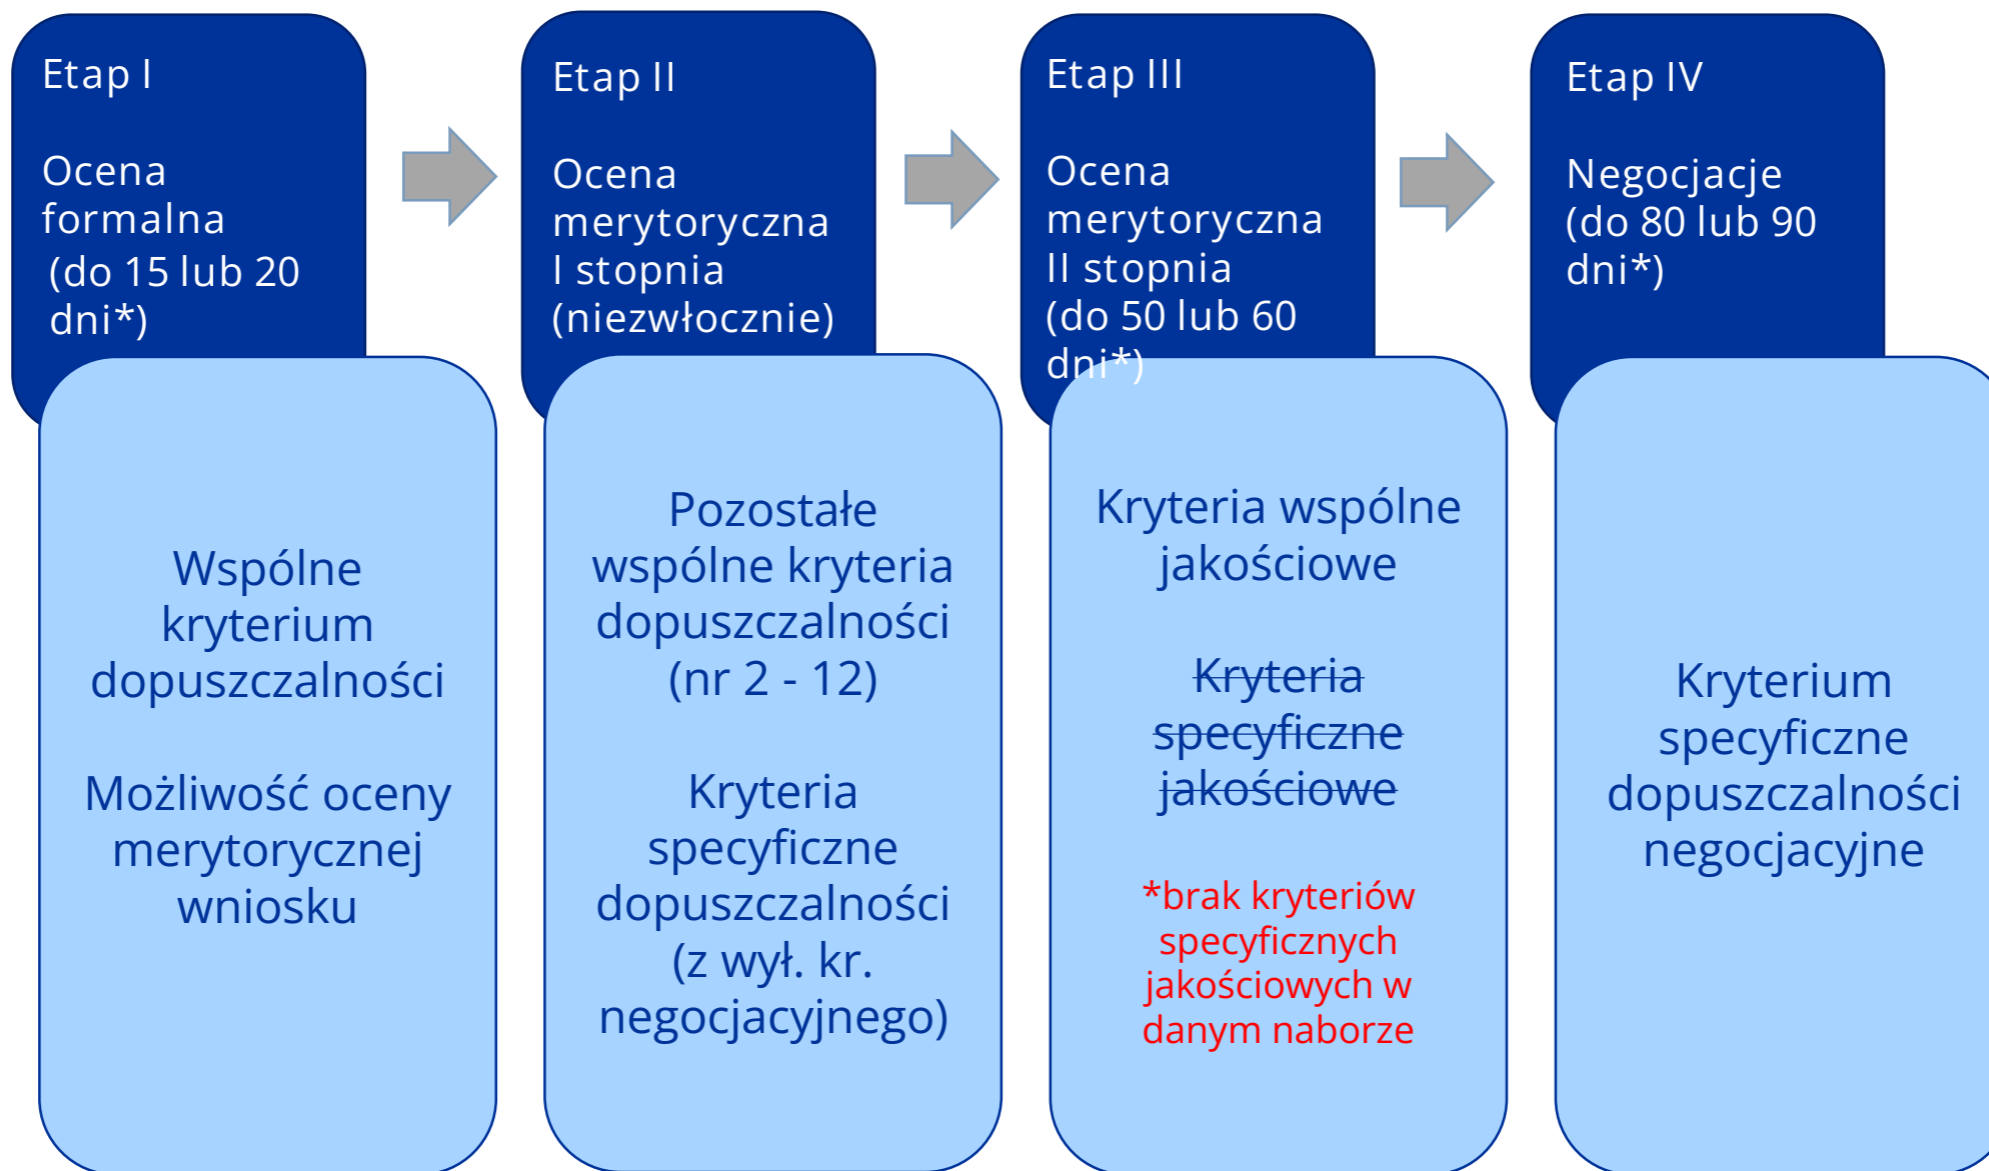 Etap I
Ocena
formalna
(do 15 lub 20
dni*)
Wspólne
kryterium
dopuszczalności
Możliwość oceny
merytorycznej
wniosku
Etap II
Ocena
merytoryczna
I stopnia
(niezwłocznie)
Pozostałe
wspólne kryteria
dopuszczalności
(nr 2 - 12)
Kryteria
specyficzne
dopuszczalności
(z wył. kr.
negocjacyjnego)
Etap III
Ocena
merytoryczna
II stopnia
(do 50 lub 60
dni*)
Kryteria wspólne
jakościowe
Kryteria
specyficzne
jakościowe
*brak kryteriów
specyficznych
jakościowych w
danym naborze
Etap IV
Negocjacje
(do 80 lub 90
dni*)
Kryterium
specyficzne
dopuszczalności
negocjacyjne